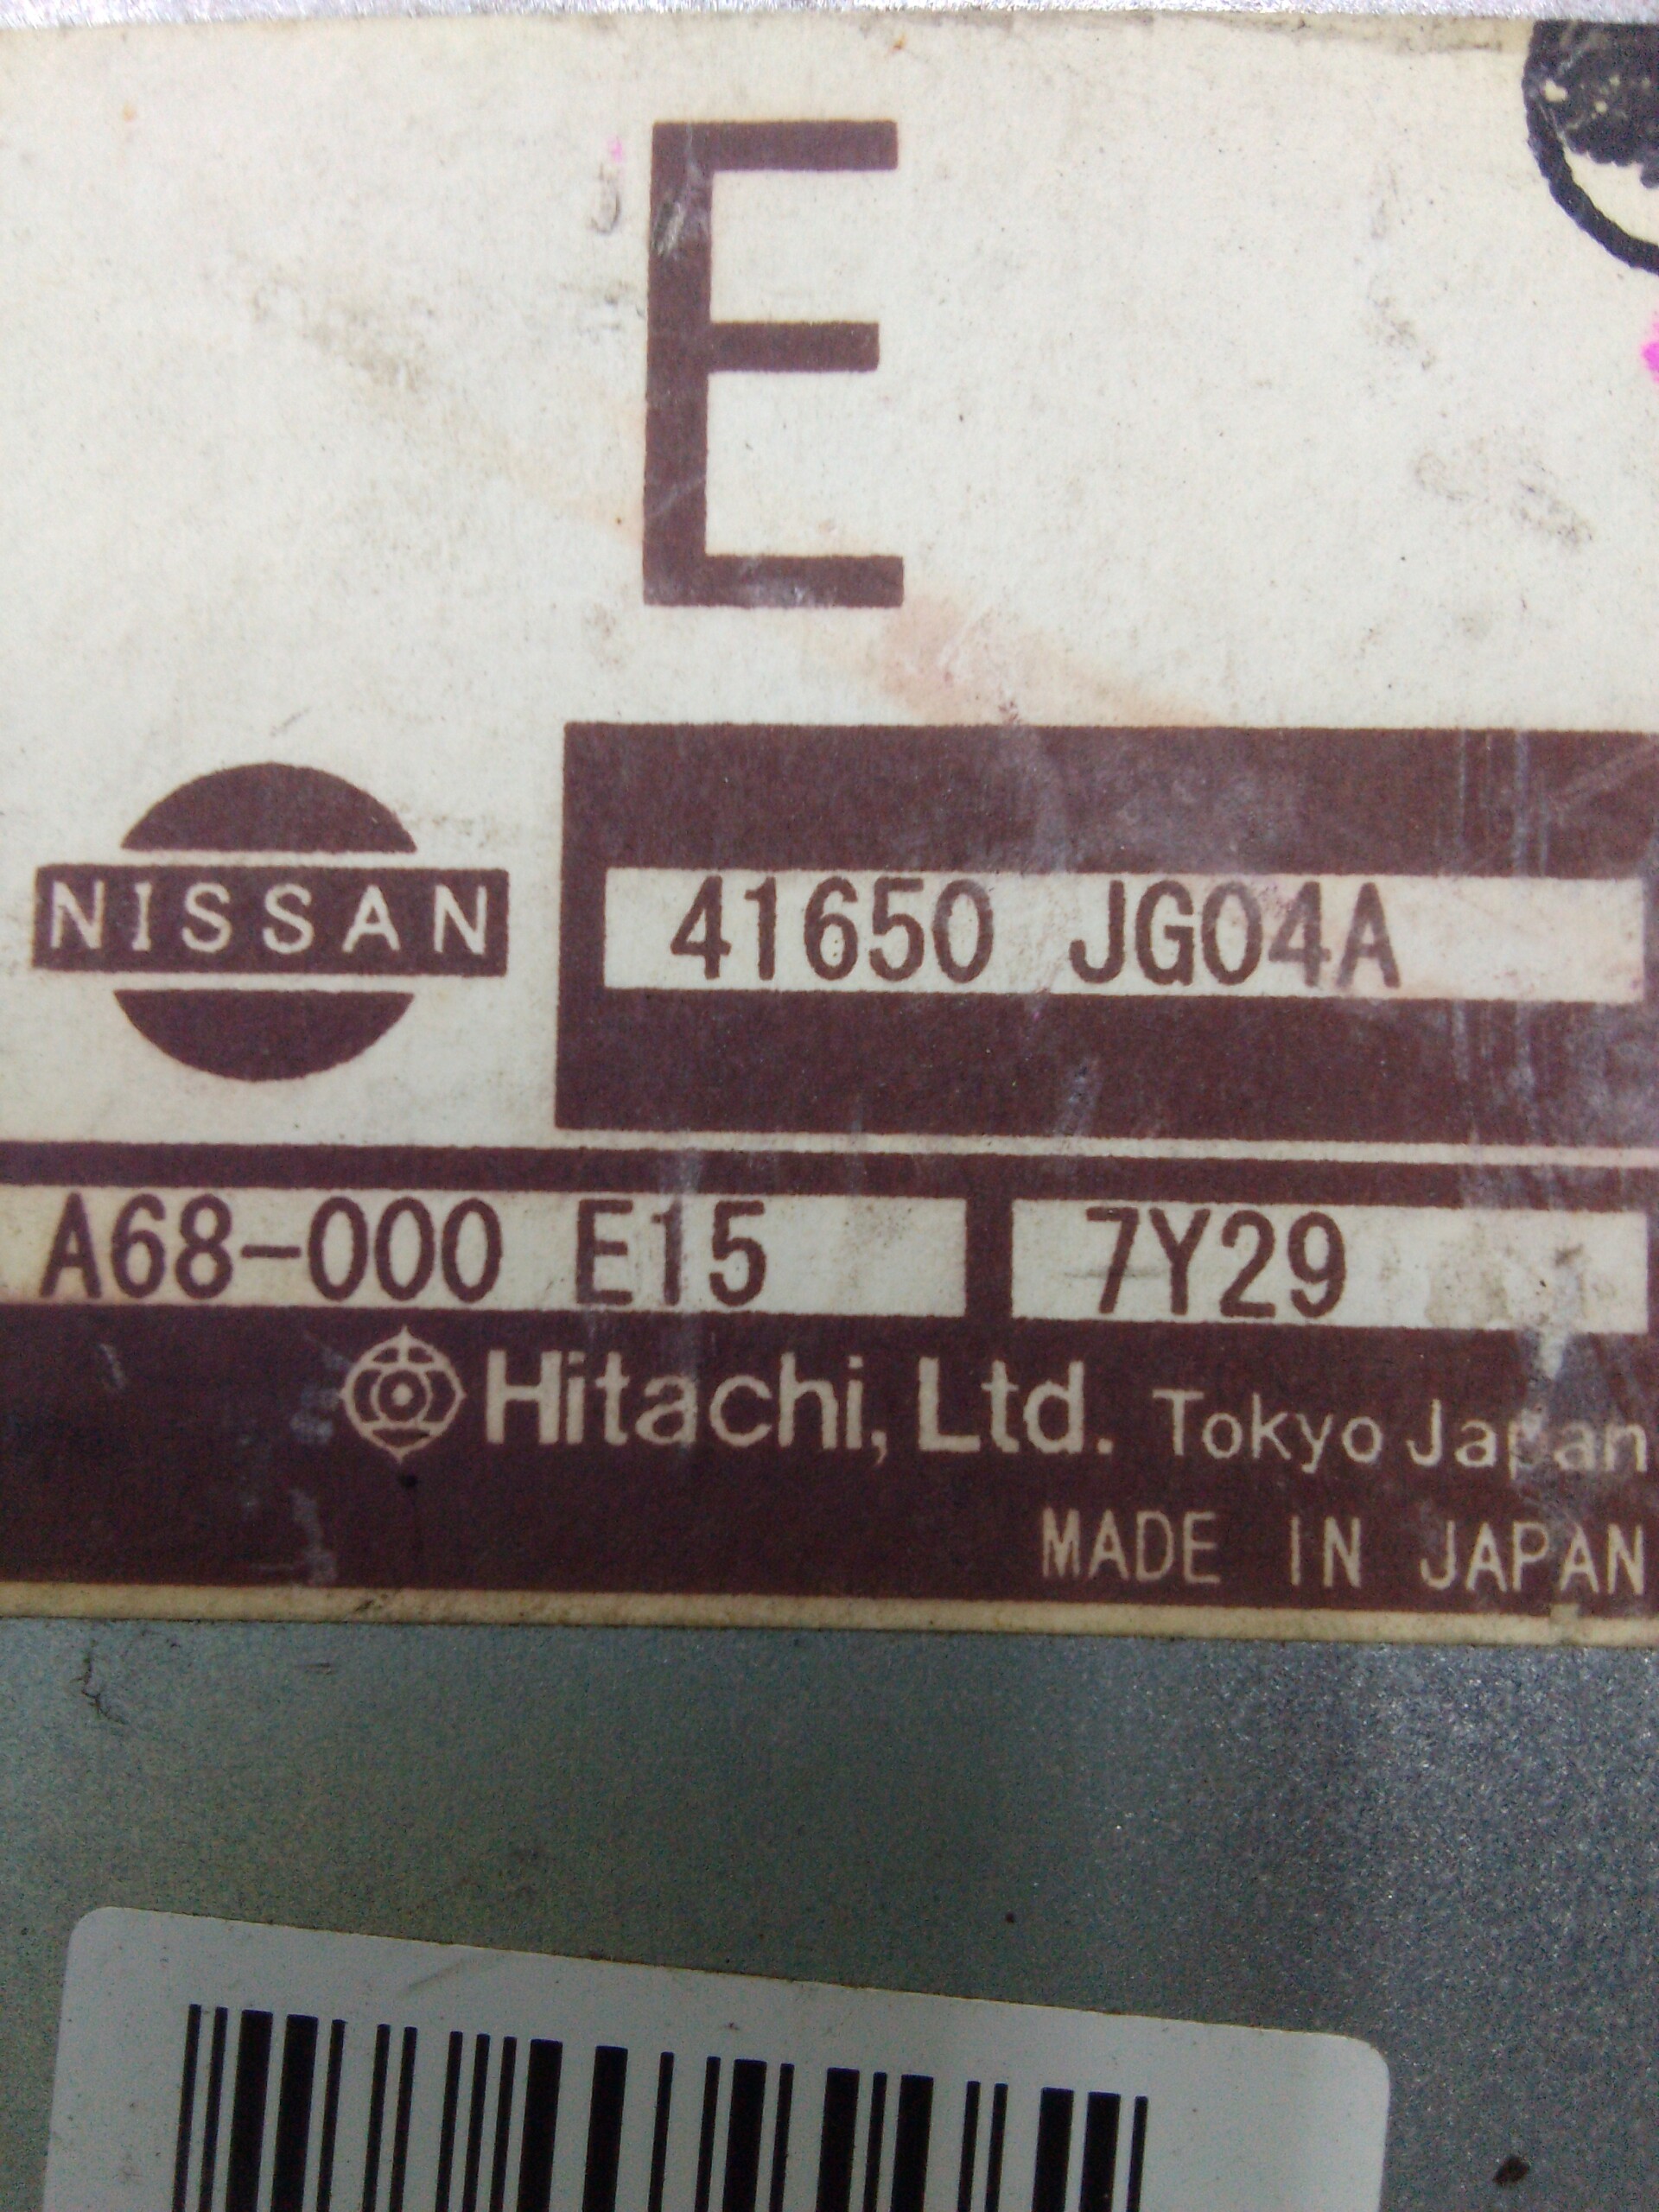 E
NISSAN
41650 JG04A
A68-000 E15 7Y29
Hitachi, Ltd. Tokyo Japan
MADE IN JAPAN